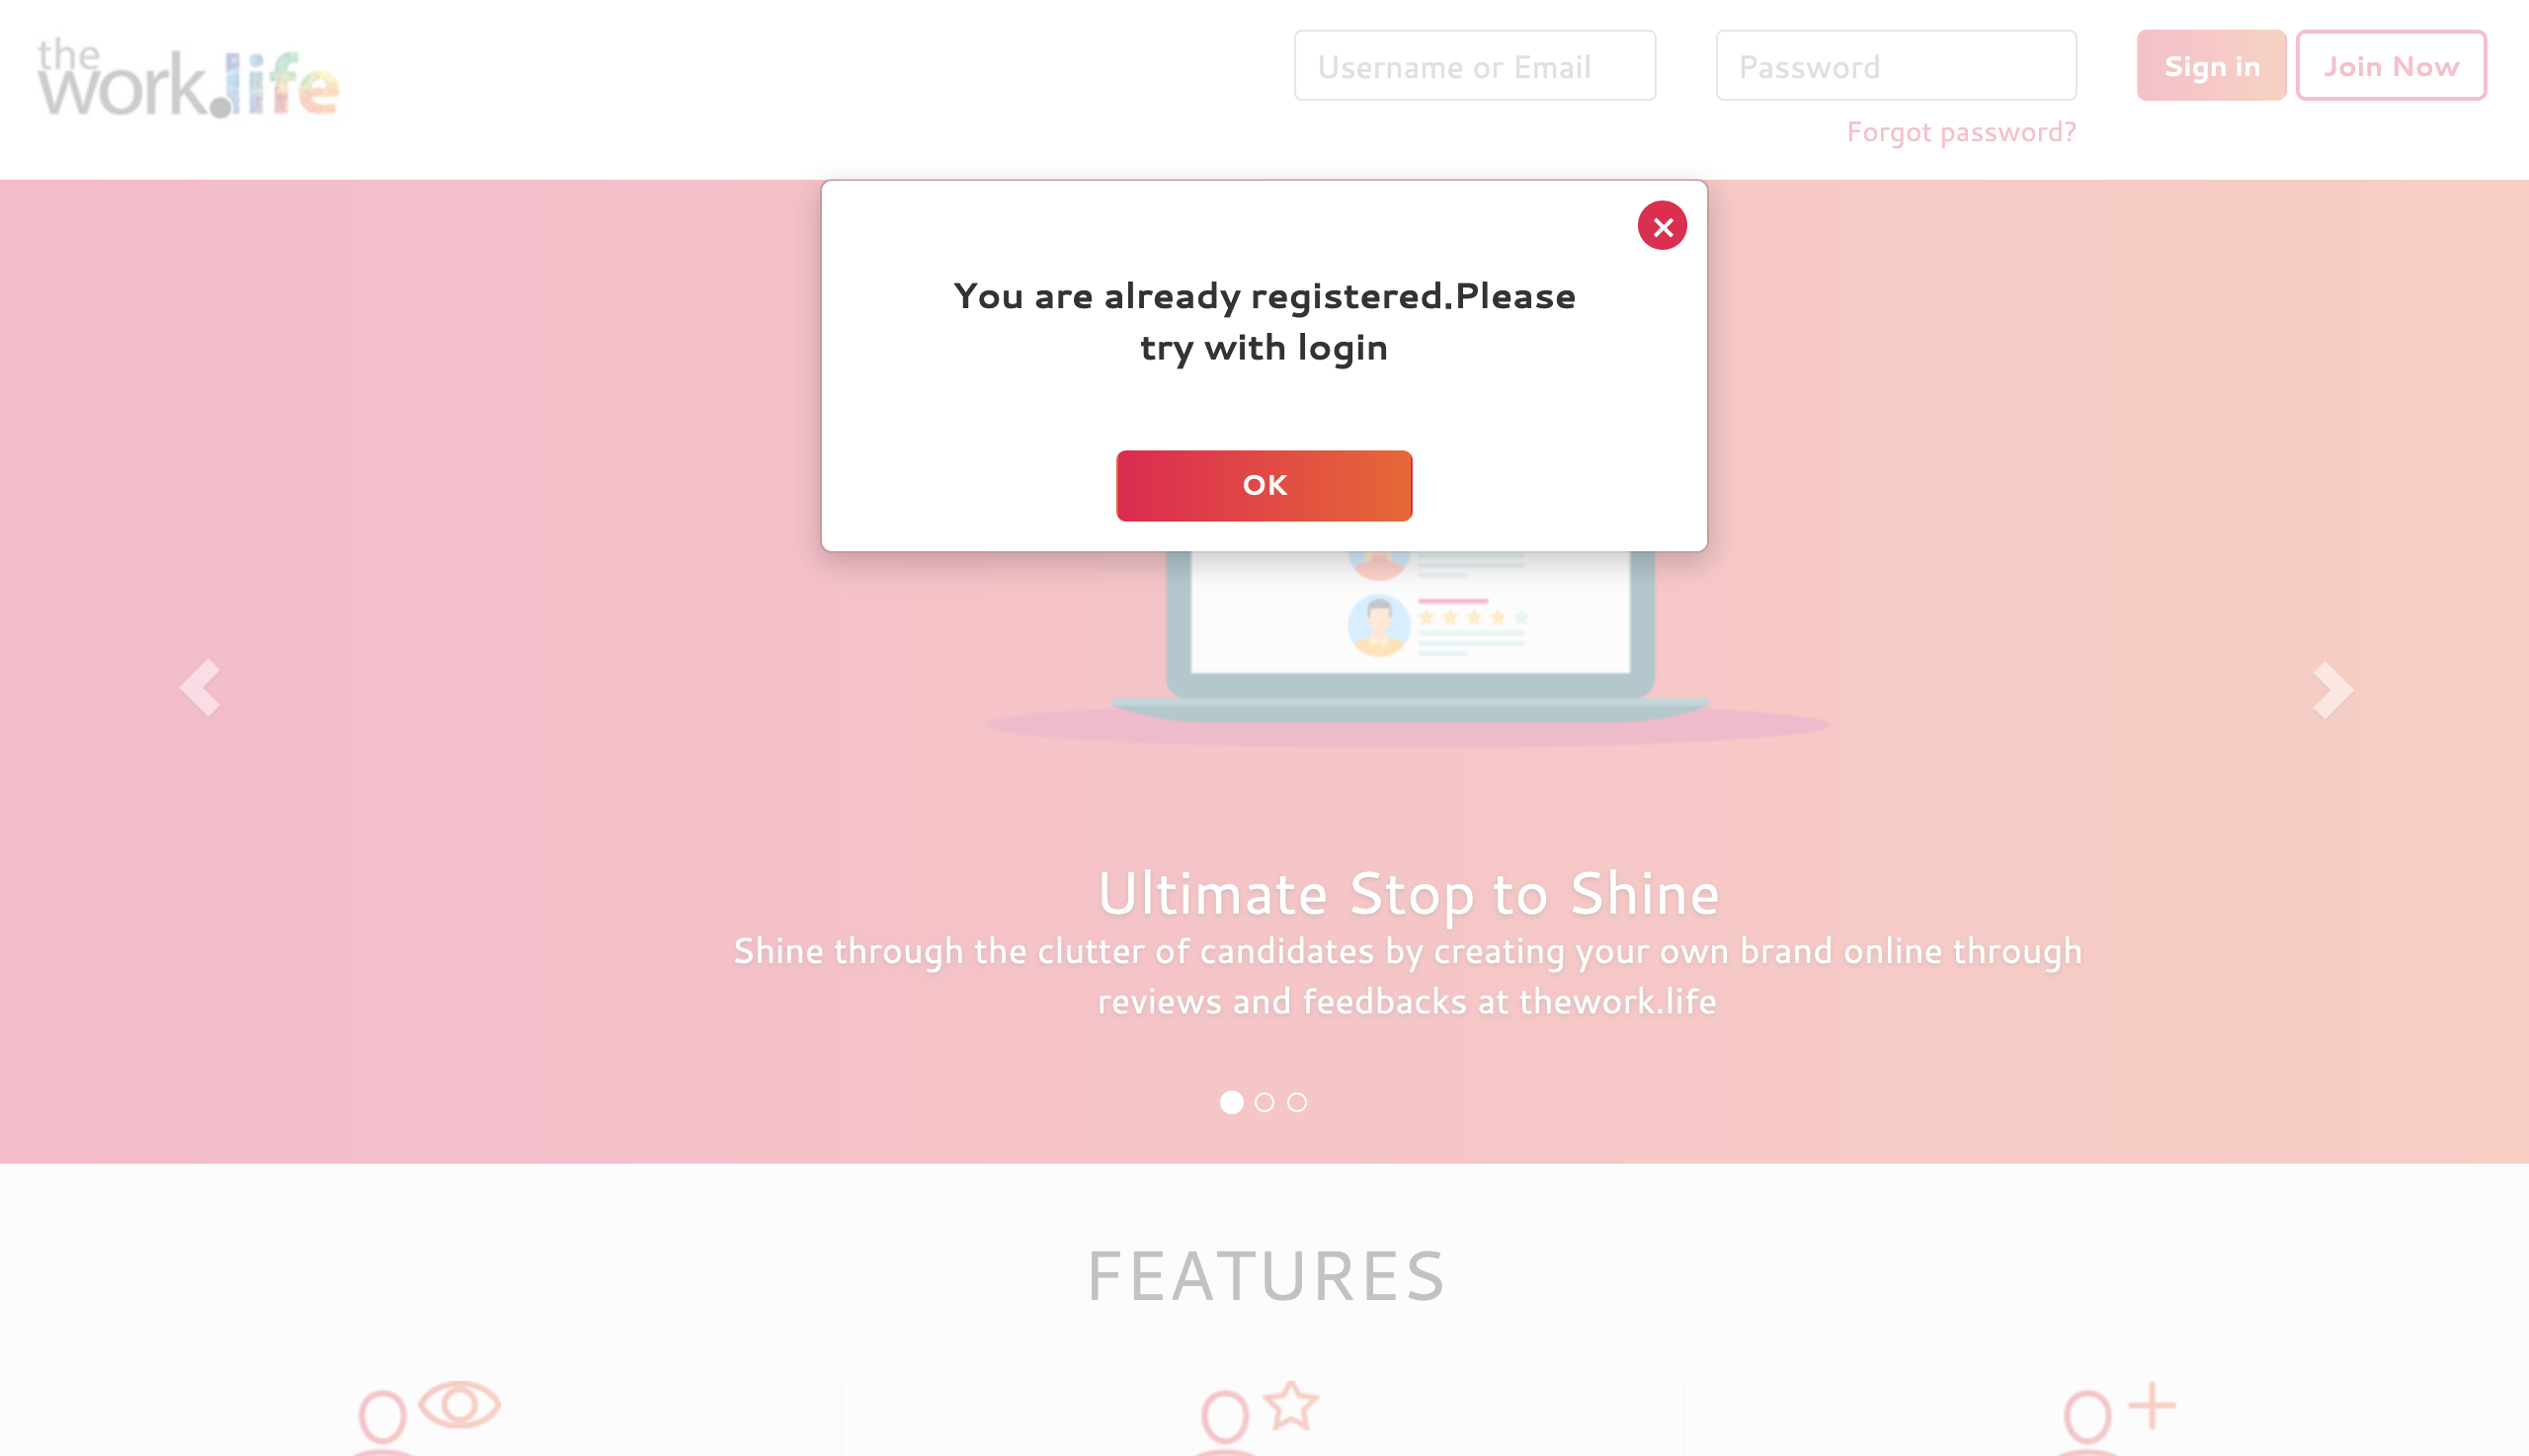 the
work.life
Username or Email
Password
Sign in
Join Now
Forgot password?
You are already registered.Please
try with login
OK
Ultimate Stop to Shine
Shine through the clutter of candidates by creating your own brand online through
reviews and feedbacks at thework.life
FEATURES